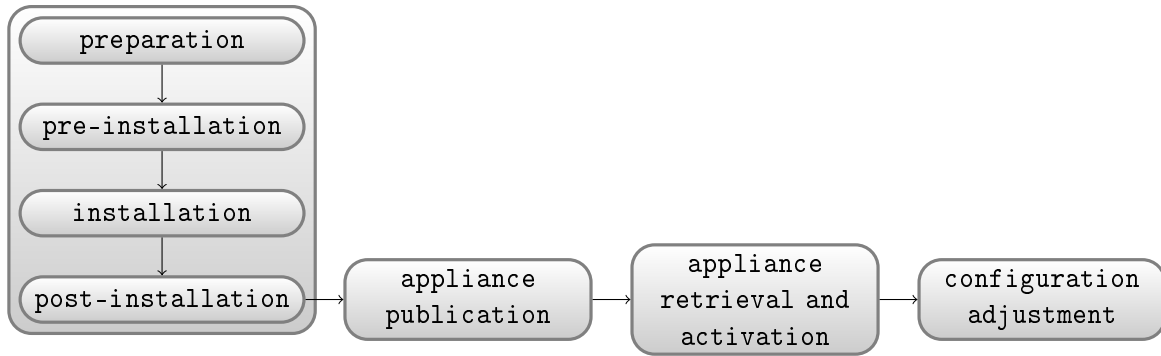 preparation
pre-installation
installation
post-installation
appliance
publication
appliance
retrieval and
activation
configuration
adjustment